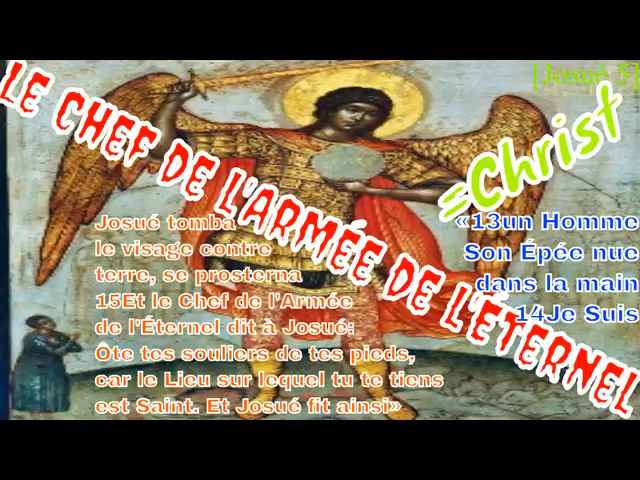 [Josué 5]
LE CHEF DE L'ARMÉE DE L'ÉTERNEL
=Christ
«13un Homme
Son Épée nue
dans la main
14Je Suis
Josué tomba
le visage contre
terre, se prosterna
15Et le Chef de l'Armée
de l'Éternel dit à Josué:
Ôte tes souliers de tes pieds,
car le Lieu sur lequel tu te tiens
est Saint. Et Josué fit ainsi»